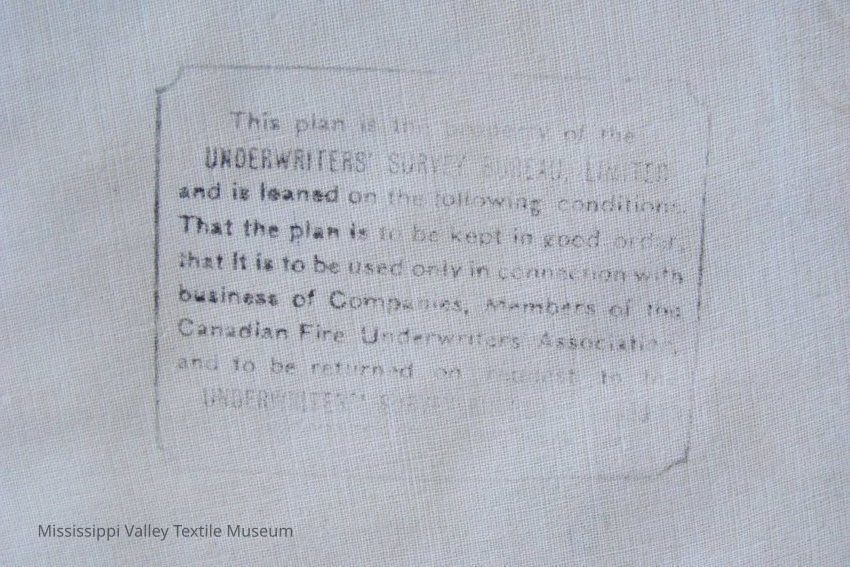 This plan is the property of the
UNDERWRITERS' SURVEY BUREAU, LIMITED
and is loaned on the following conditions.
That the plan is to be kept in good order,
that it is to be used only in connection with
business of Companies, Members of the
Canadian Fire Underwriters' Association,
and to be returned on request to the
UNDERWRITERS' SURVEY
Mississippi Valley Textile Museum